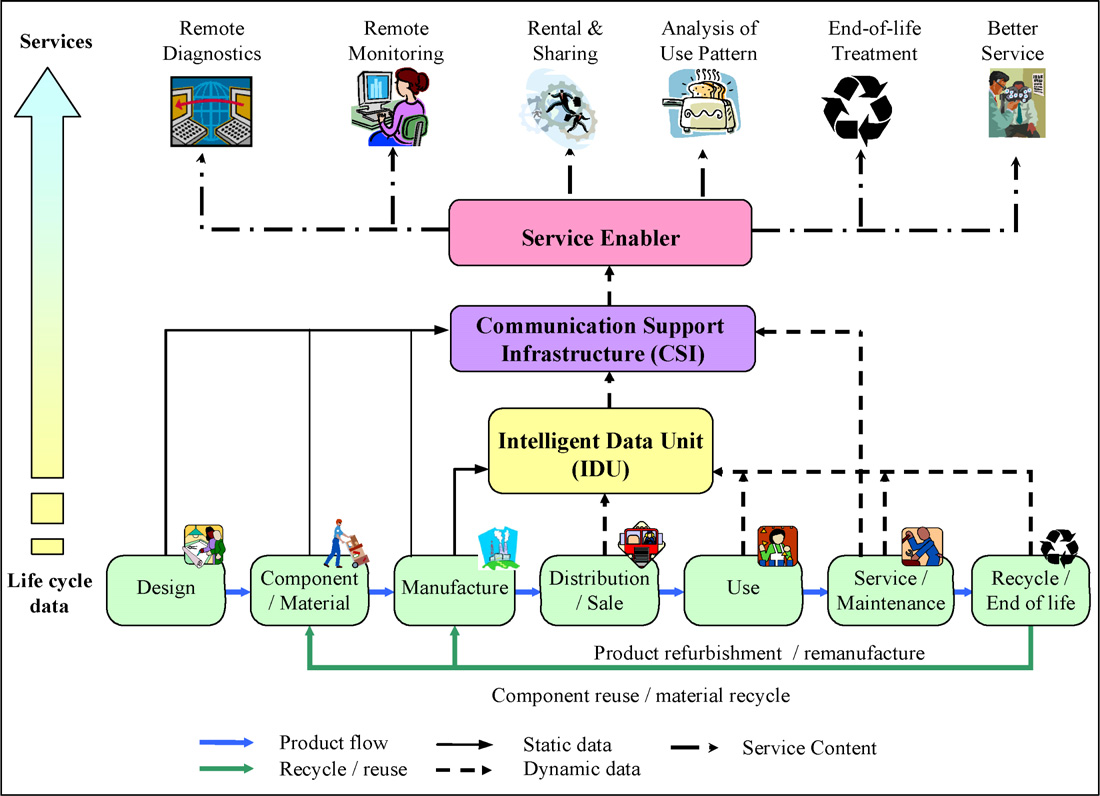 Services
Remote
Diagnostics
Remote
Monitoring
Rental &
Sharing
Analysis of
Use Pattern
End-of-life
Treatment
Better
Service
Service Enabler
Communication Support
Infrastructure (CSI)
Intelligent Data Unit
(IDU)
Life cycle
data
Design
Component
/ Material
Manufacture
Distribution
/ Sale
Use
Service /
Maintenance
Recycle /
End of life
Product refurbishment / remanufacture
Component reuse / material recycle
Product flow
Static data
Service Content
Recycle / reuse
Dynamic data